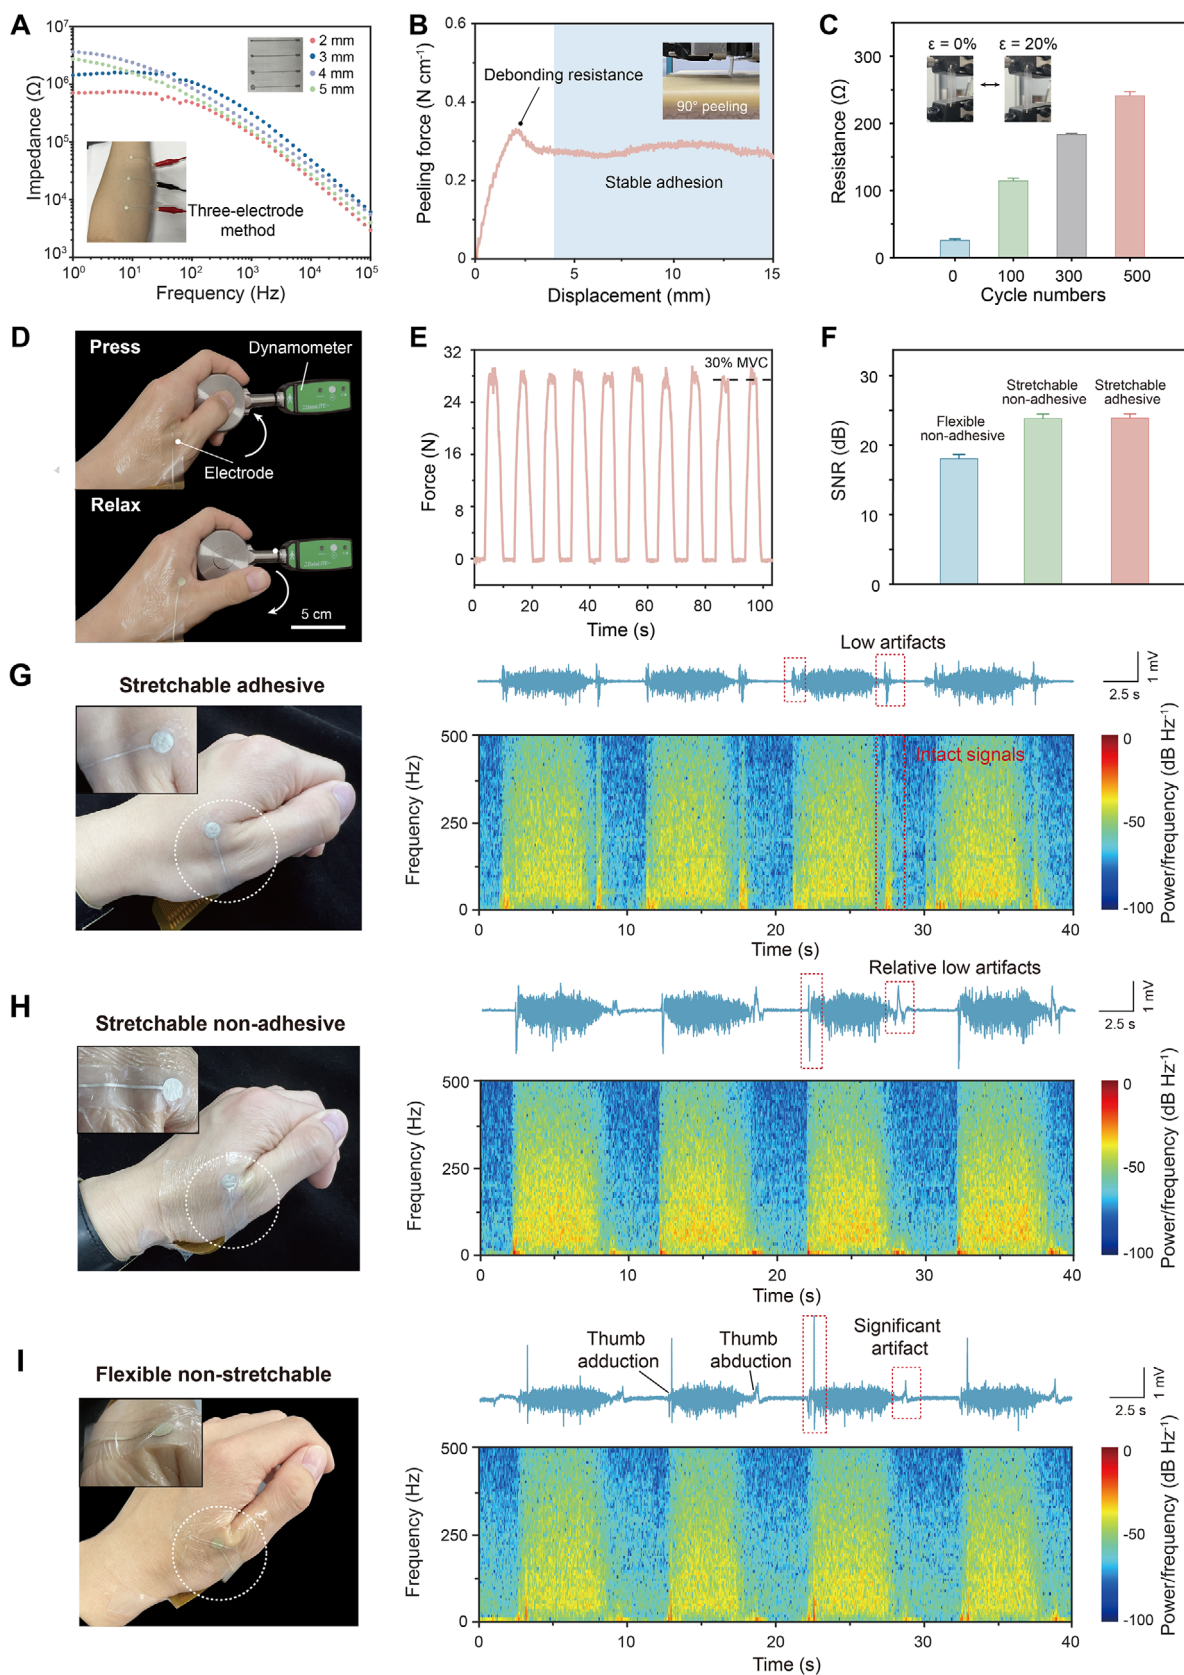 A
Impedance (Ω)
10⁷
10⁶
10⁵
10⁴
10³
2 mm
3 mm
4 mm
5 mm
Three-electrode
method
10⁰ 10¹ 10² 10³ 10⁴ 10⁵
Frequency (Hz)
B
Peeling force (N cm⁻¹)
0.6
0.4
0.2
0
Debonding resistance
90° peeling
Stable adhesion
0 5 10 15
Displacement (mm)
C
Resistance (Ω)
300
200
100
0
ε = 0% ε = 20%
0 100 300 500
Cycle numbers
D
Press
Dynamometer
Electrode
Relax
5 cm
E
Force (N)
32
24
16
8
0
30% MVC
0 20 40 60 80 100
Time (s)
F
SNR (dB)
30
20
10
0
Flexible
non-adhesive
Stretchable
non-adhesive
Stretchable
adhesive
G
Stretchable adhesive
Low artifacts
2.5 s
1 mV
Frequency (Hz)
500
250
0
Intact signals
0 10 20 30 40
Time (s)
0
-50
-100
Power/frequency (dB Hz⁻¹)
H
Stretchable non-adhesive
Relative low artifacts
2.5 s
1 mV
Frequency (Hz)
500
250
0
0 10 20 30 40
Time (s)
0
-50
-100
Power/frequency (dB Hz⁻¹)
I
Flexible non-stretchable
Thumb
adduction
Thumb
abduction
Significant
artifact
2.5 s
1 mV
Frequency (Hz)
500
250
0
0 10 20 30 40
Time (s)
0
-50
-100
Power/frequency (dB Hz⁻¹)